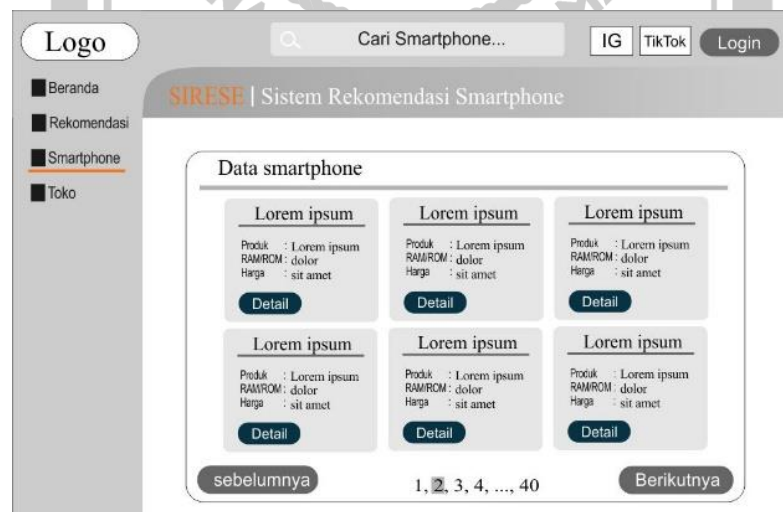 Logo
Cari Smartphone...
IG
TikTok
Login
Beranda
Rekomendasi
Smartphone
Toko
SIRESE | Sistem Rekomendasi Smartphone
Data smartphone
Lorem ipsum
Produk : Lorem ipsum
RAM/ROM : dolor
Harga : sit amet
Detail
Lorem ipsum
Produk : Lorem ipsum
RAM/ROM : dolor
Harga : sit amet
Detail
Lorem ipsum
Produk : Lorem ipsum
RAM/ROM : dolor
Harga : sit amet
Detail
Lorem ipsum
Produk : Lorem ipsum
RAM/ROM : dolor
Harga : sit amet
Detail
Lorem ipsum
Produk : Lorem ipsum
RAM/ROM : dolor
Harga : sit amet
Detail
Lorem ipsum
Produk : Lorem ipsum
RAM/ROM : dolor
Harga : sit amet
Detail
sebelumnya
1, 2, 3, 4, ..., 40
Berikutnya